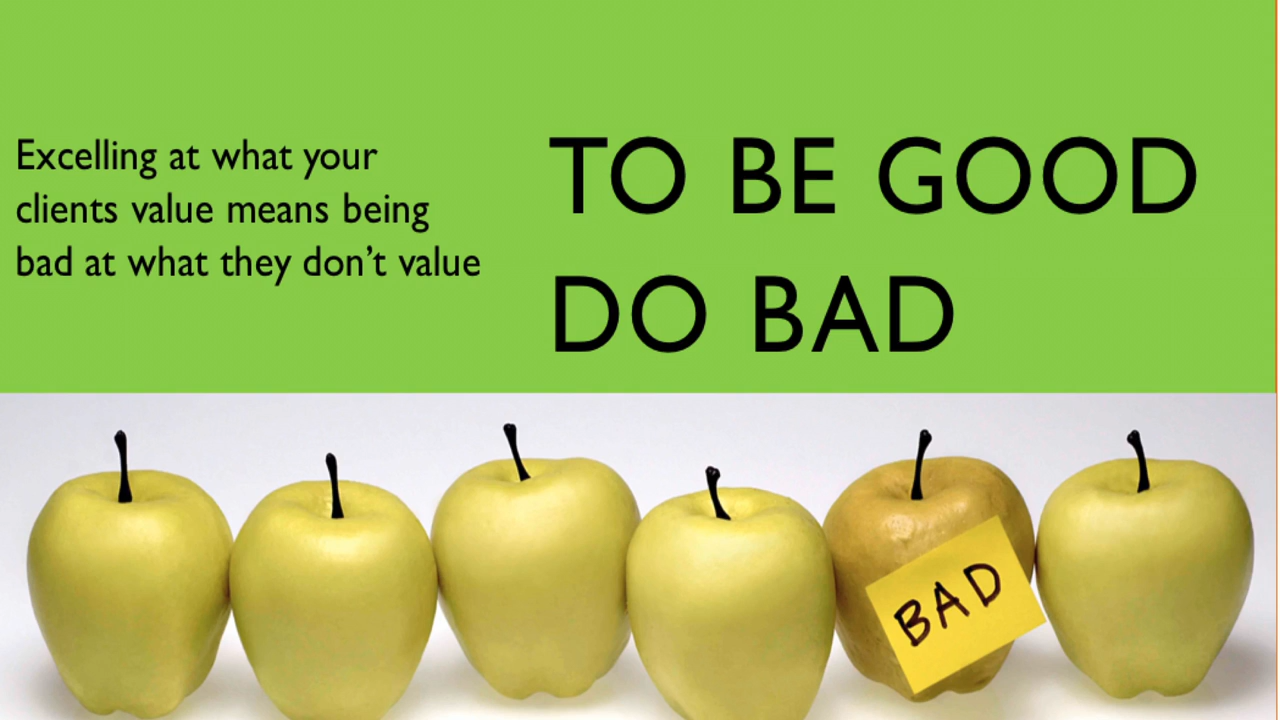 Excelling at what your
clients value means being
bad at what they don’t value
TO BE GOOD
DO BAD
BAD